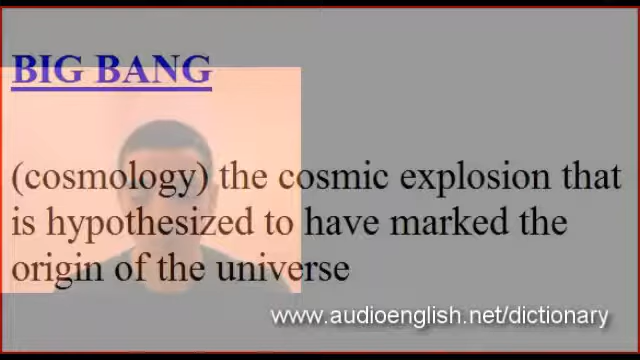 BIG BANG
(cosmology) the cosmic explosion that
is hypothesized to have marked the
origin of the universe
www.audioenglish.net/dictionary